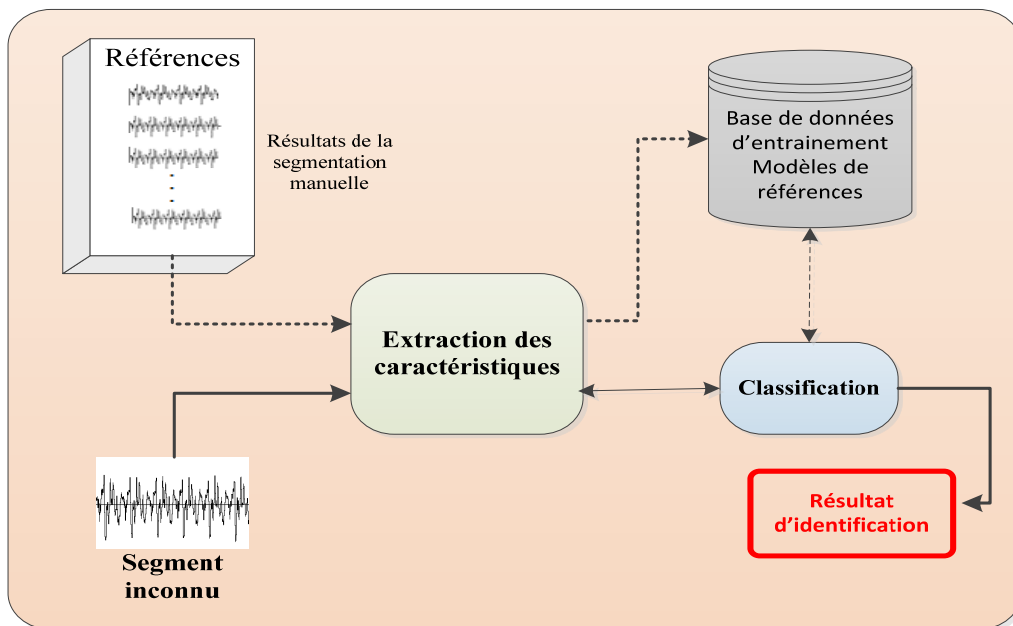 Références
Résultats de la
segmentation
manuelle
Base de données
d'entrainement
Modèles de
références
Extraction des
caractéristiques
Classification
Résultat
d'identification
Segment
inconnu